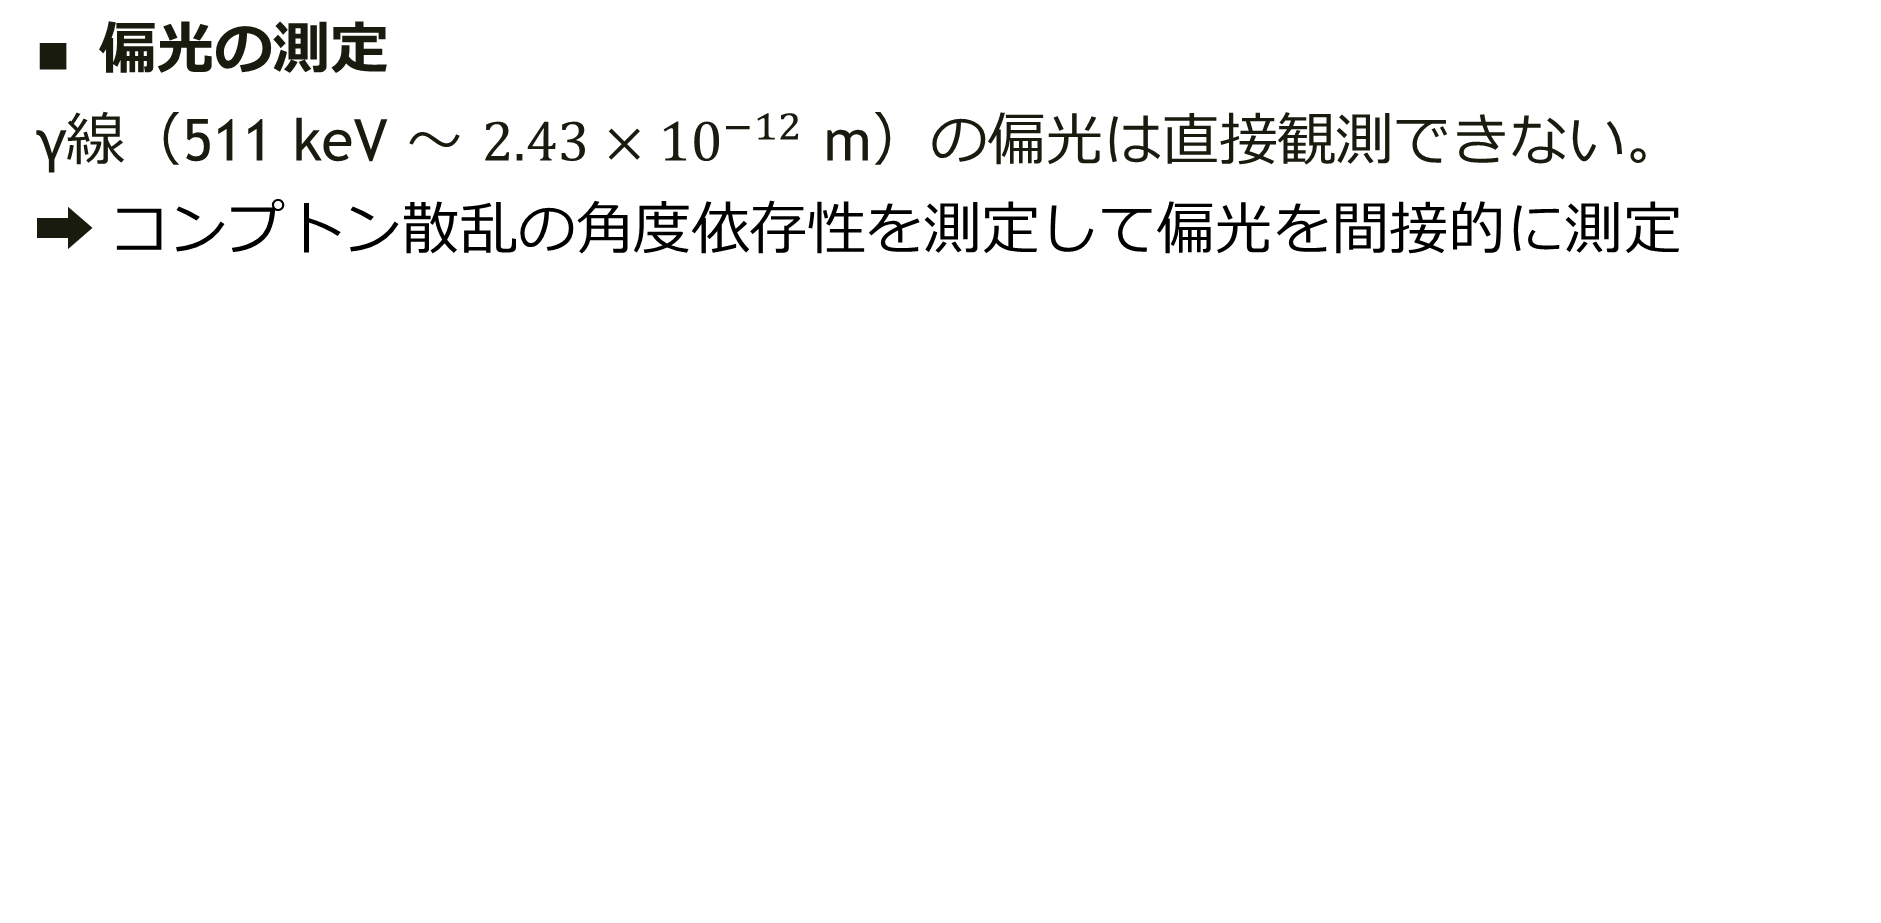 ■ 偏光の測定
γ線（511 keV ～ 2.43 × 10⁻¹² m）の偏光は直接観測できない。
➡ コンプトン散乱の角度依存性を測定して偏光を間接的に測定